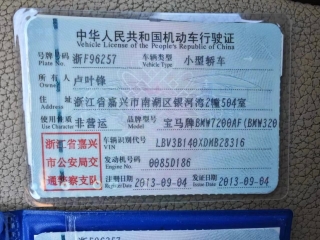 中华人民共和国机动车行驶证
Vehicle License of the People's Republic of China
号牌号码 浙F96257 车辆类型 小型轿车
Plate No. Vehicle Type
所有人 卢叶锋
Owner
住址 浙江省嘉兴市南湖区银河湾2幢504室
Address
使用性质 非营运 品牌型号 宝马牌BMW7200AF(BMW320
Use Character Model
浙江省嘉兴市公安局交通警察支队
车辆识别代号 LBV3B140XDMB28316
VIN
发动机号码 0085D186
Engine No.
注册日期 2013-09-04 发证日期 2013-09-04
Register Date Issue Date